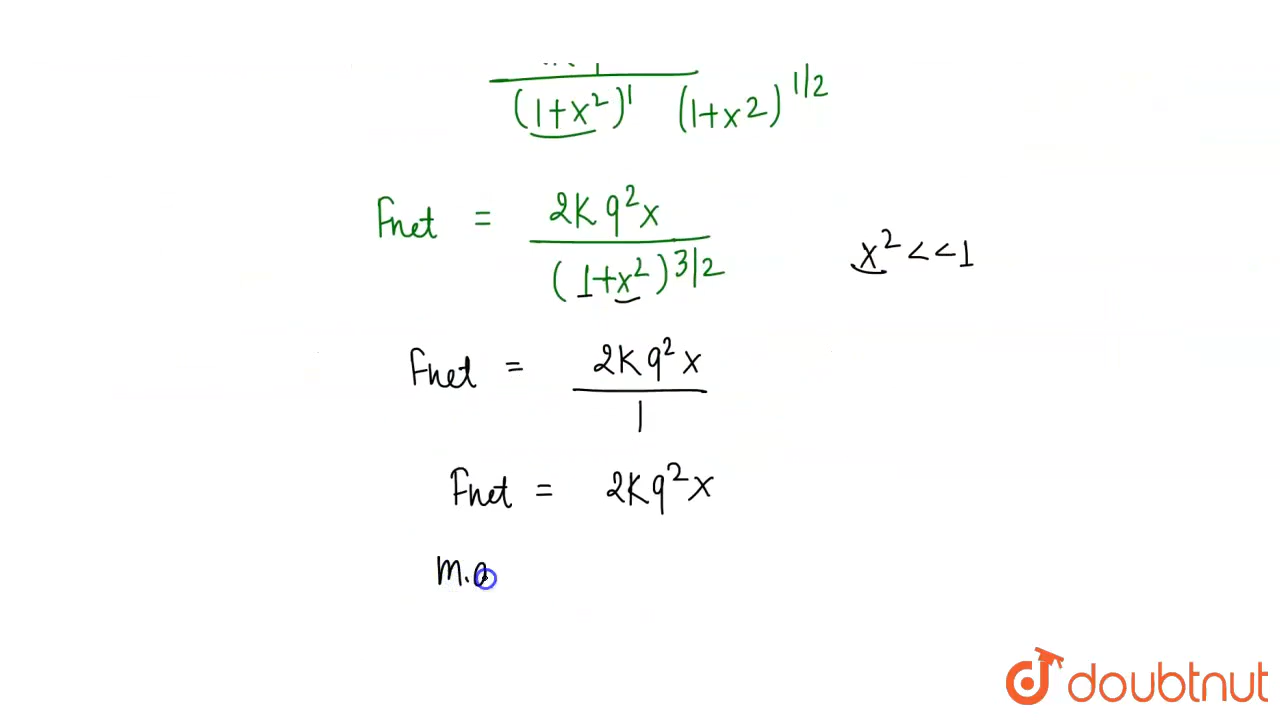 (1+x²)¹ (1+x²)^1/2
Fnet = 2Kq²x / (1+x²)^3/2
x² << 1
Fnet = 2Kq²x / 1
Fnet = 2Kq²x
m.a
doubtnut